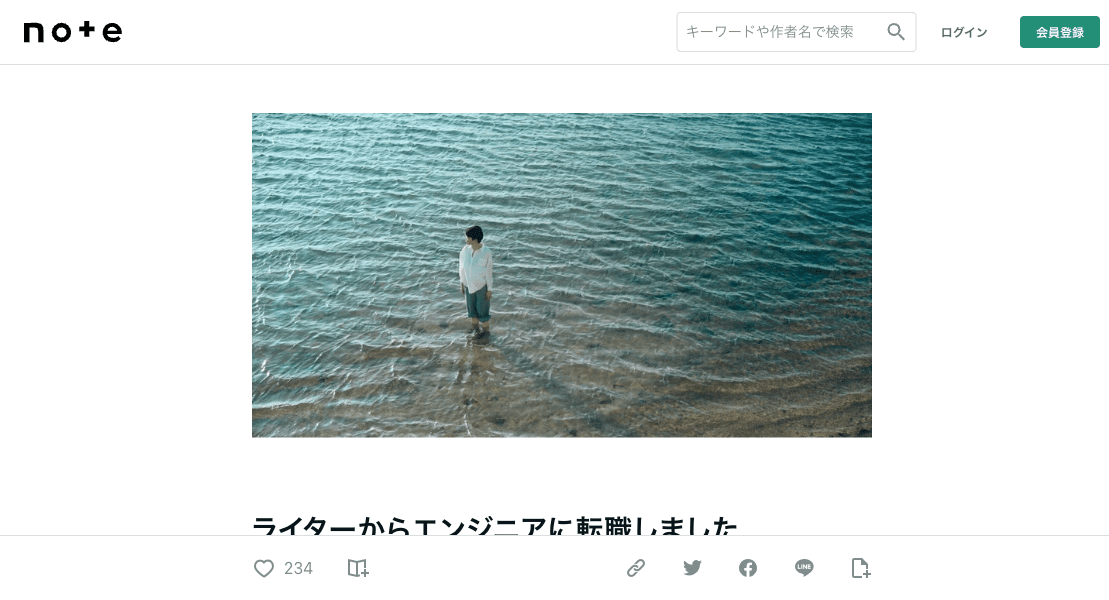 note
キーワードや作者名で検索
ログイン
会員登録
ライターからエンジニアに転職しました
234
LINE